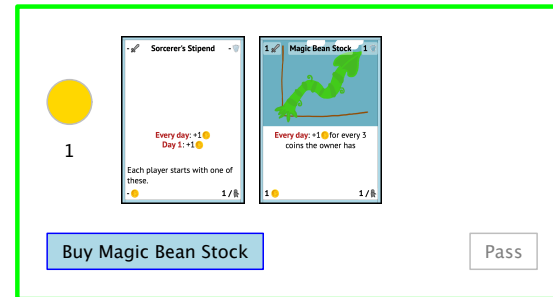 - Sorcerer's Stipend -
1 Magic Bean Stock 1
1
Every day: +1
Day 1: +1
Each player starts with one of
these.
- 1/
Every day: +1 for every 3
coins the owner has
1 1/
Buy Magic Bean Stock
Pass